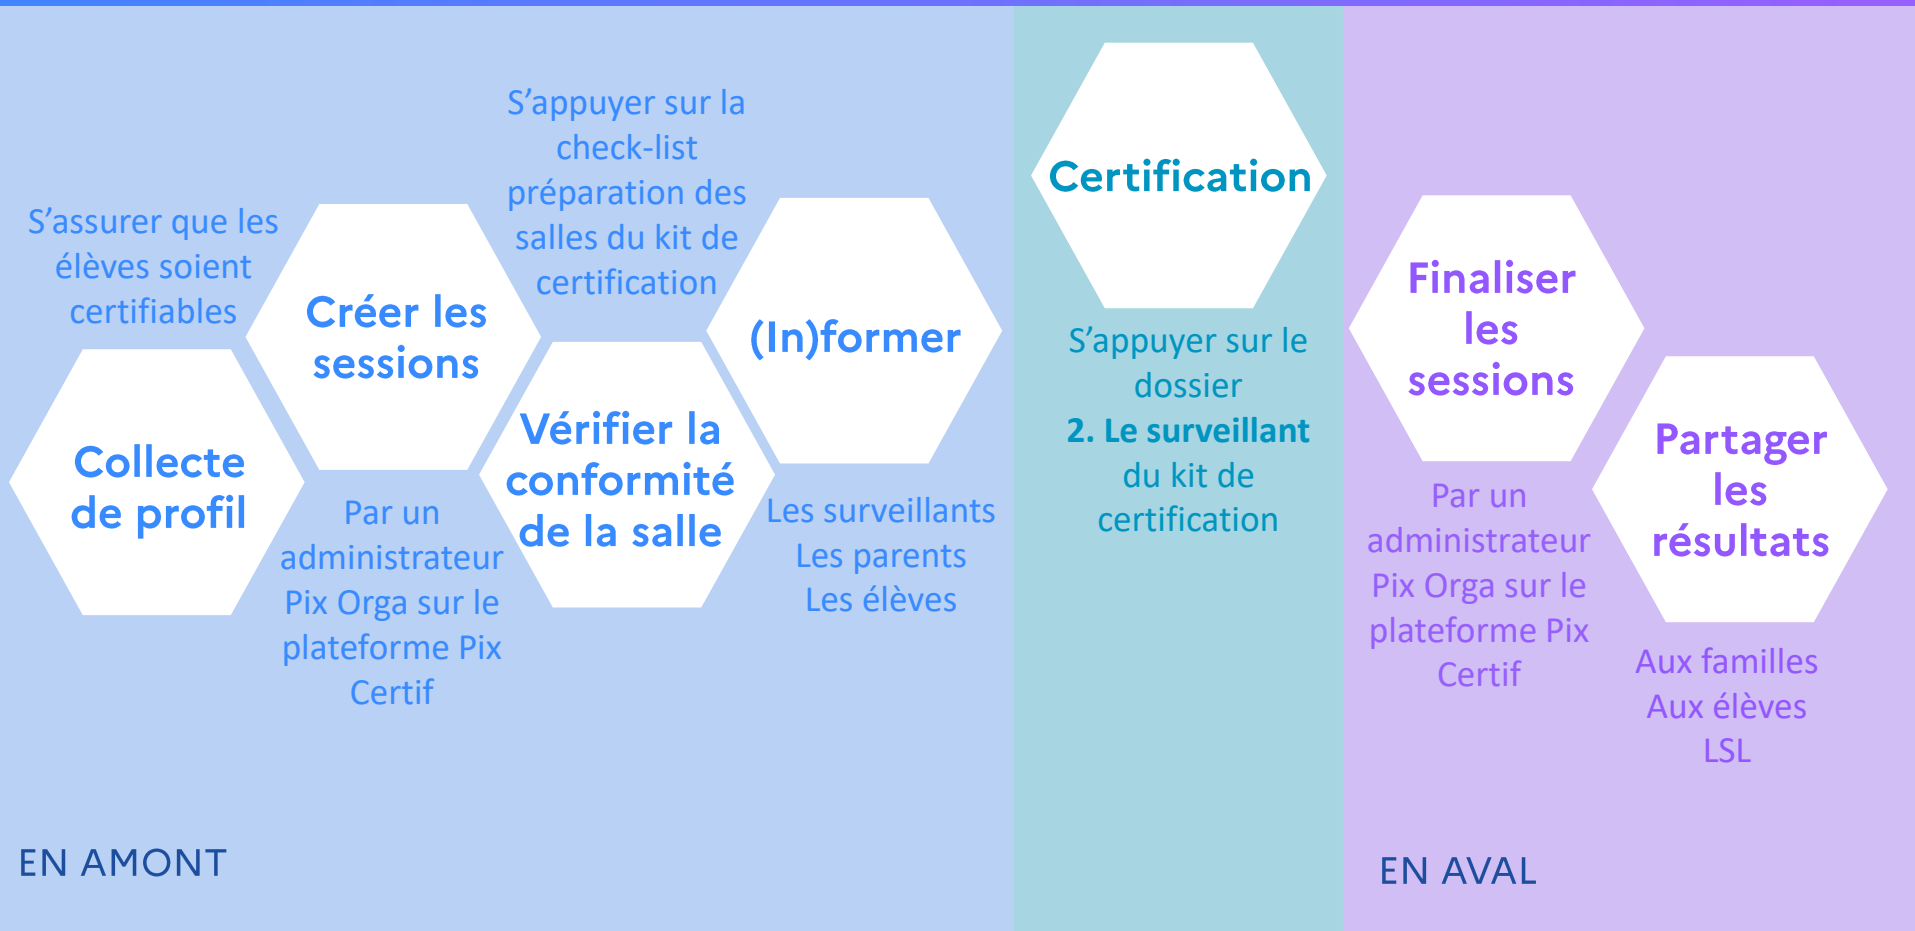 S'assurer que les
élèves soient
certifiables
Collecte
de profil
Créer les
sessions
Par un
administrateur
Pix Orga sur le
plateforme Pix
Certif
S'appuyer sur la
check-list
préparation des
salles du kit de
certification
Vérifier la
conformité
de la salle
(In)former
Les surveillants
Les parents
Les élèves
EN AMONT
Certification
S'appuyer sur le
dossier
2. Le surveillant
du kit de
certification
Finaliser
les
sessions
Par un
administrateur
Pix Orga sur le
plateforme Pix
Certif
Partager
les
résultats
Aux familles
Aux élèves
LSL
EN AVAL